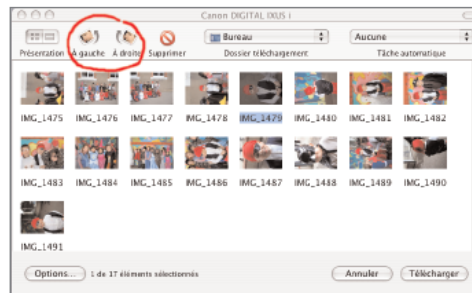 Canon DIGITAL IXUS i
Bureau
Aucune
Présentation À gauche À droite Supprimer Dossier téléchargement Tâche automatique
IMG_1475 IMG_1476 IMG_1477 IMG_1478 IMG_1479 IMG_1480 IMG_1481 IMG_1482
IMG_1483 IMG_1484 IMG_1485 IMG_1486 IMG_1487 IMG_1488 IMG_1489 IMG_1490
IMG_1491
Options... 1 de 17 éléments sélectionnés Annuler Télécharger